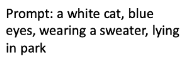 Prompt: a white cat, blue
eyes, wearing a sweater, lying
in park